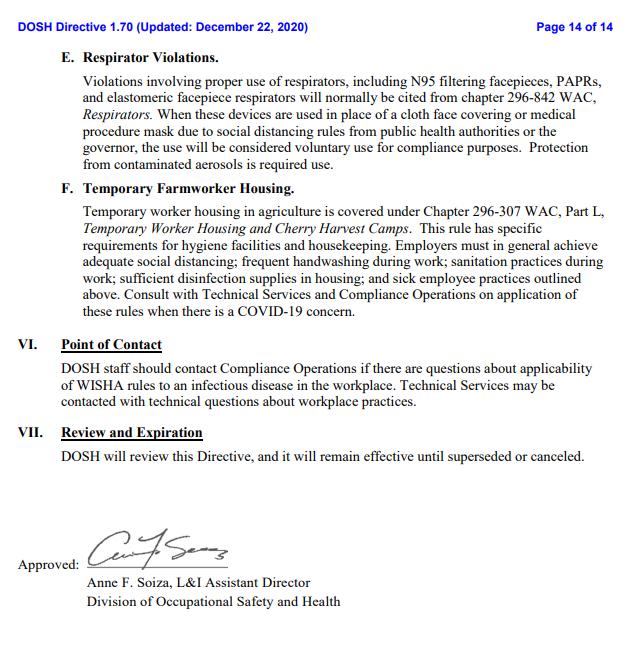 DOSH Directive 1.70 (Updated: December 22, 2020) Page 14 of 14
E. Respirator Violations.
Violations involving proper use of respirators, including N95 filtering facepieces, PAPRs,
and elastomeric facepiece respirators will normally be cited from chapter 296-842 WAC,
Respirators. When these devices are used in place of a cloth face covering or medical
procedure mask due to social distancing rules from public health authorities or the
governor, the use will be considered voluntary use for compliance purposes. Protection
from contaminated aerosols is required use.
F. Temporary Farmworker Housing.
Temporary worker housing in agriculture is covered under Chapter 296-307 WAC, Part L,
Temporary Worker Housing and Cherry Harvest Camps. This rule has specific
requirements for hygiene facilities and housekeeping. Employers must in general achieve
adequate social distancing; frequent handwashing during work; sanitation practices during
work; sufficient disinfection supplies in housing; and sick employee practices outlined
above. Consult with Technical Services and Compliance Operations on application of
these rules when there is a COVID-19 concern.
VI. Point of Contact
DOSH staff should contact Compliance Operations if there are questions about applicability
of WISHA rules to an infectious disease in the workplace. Technical Services may be
contacted with technical questions about workplace practices.
VII. Review and Expiration
DOSH will review this Directive, and it will remain effective until superseded or canceled.
Approved:
Anne F. Soiza, L&I Assistant Director
Division of Occupational Safety and Health